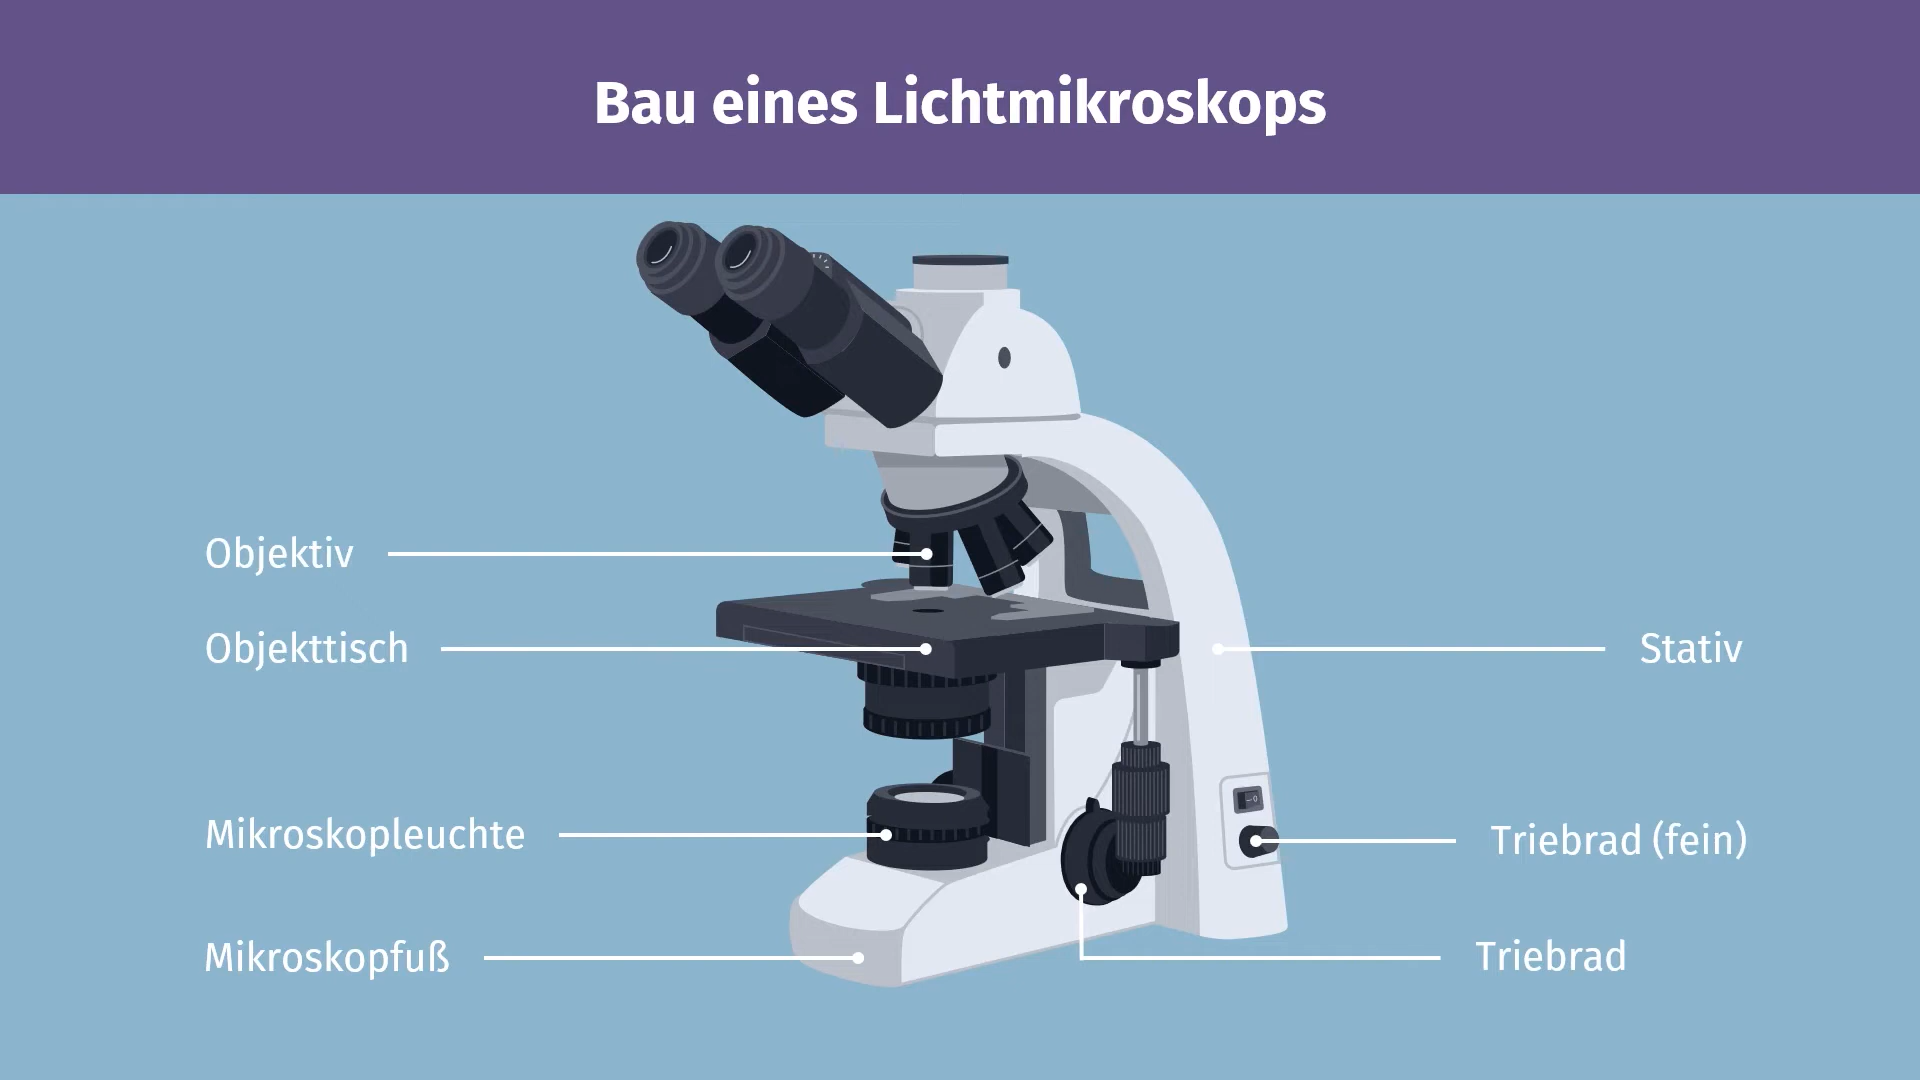 Bau eines Lichtmikroskops
Objektiv
Objekttisch
Stativ
Mikroskopleuchte
Triebrad (fein)
Mikroskopfuß
Triebrad